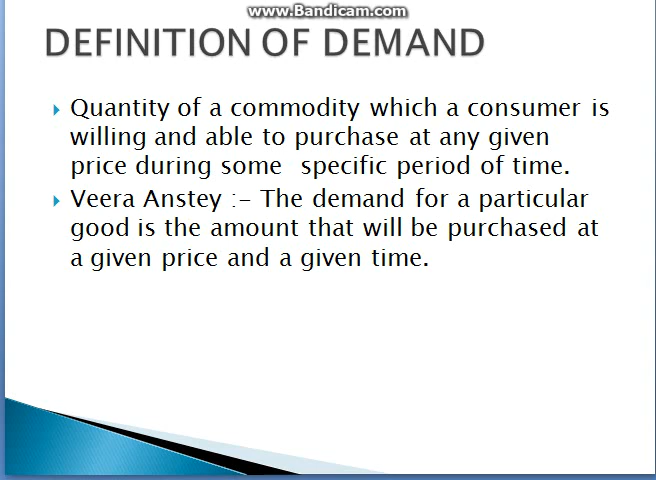 www.Bandicam.com
DEFINITION OF DEMAND
Quantity of a commodity which a consumer is
willing and able to purchase at any given
price during some specific period of time.
Veera Anstey :- The demand for a particular
good is the amount that will be purchased at
a given price and a given time.